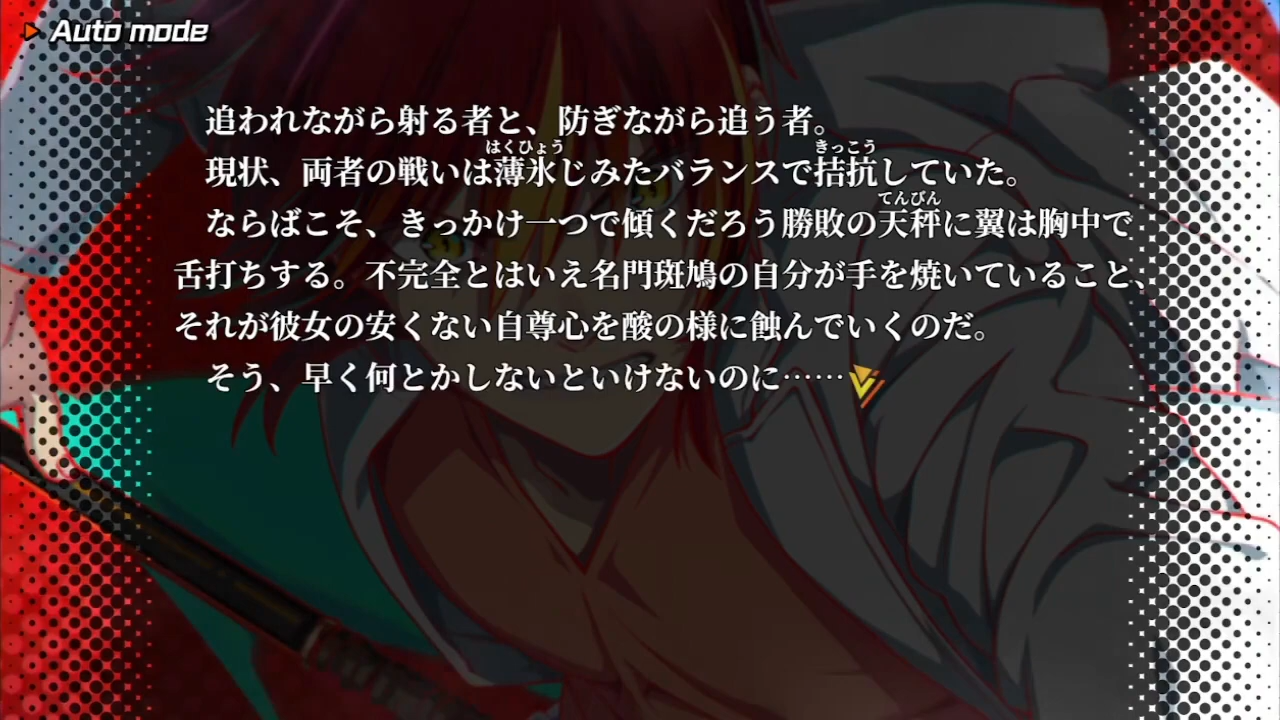 Auto mode
追われながら射る者と、防ぎながら追う者。
はくひょう きっこう
現状、両者の戦いは薄氷じみたバランスで拮抗していた。
てんびん
ならばこそ、きっかけ一つで傾くだろう勝敗の天秤に翼は胸中で
舌打ちする。不完全とはいえ名門斑鳩の自分が手を焼いていること、
それが彼女の安くない自尊心を酸の様に蝕んでいくのだ。
そう、早く何とかしないといけないのに……